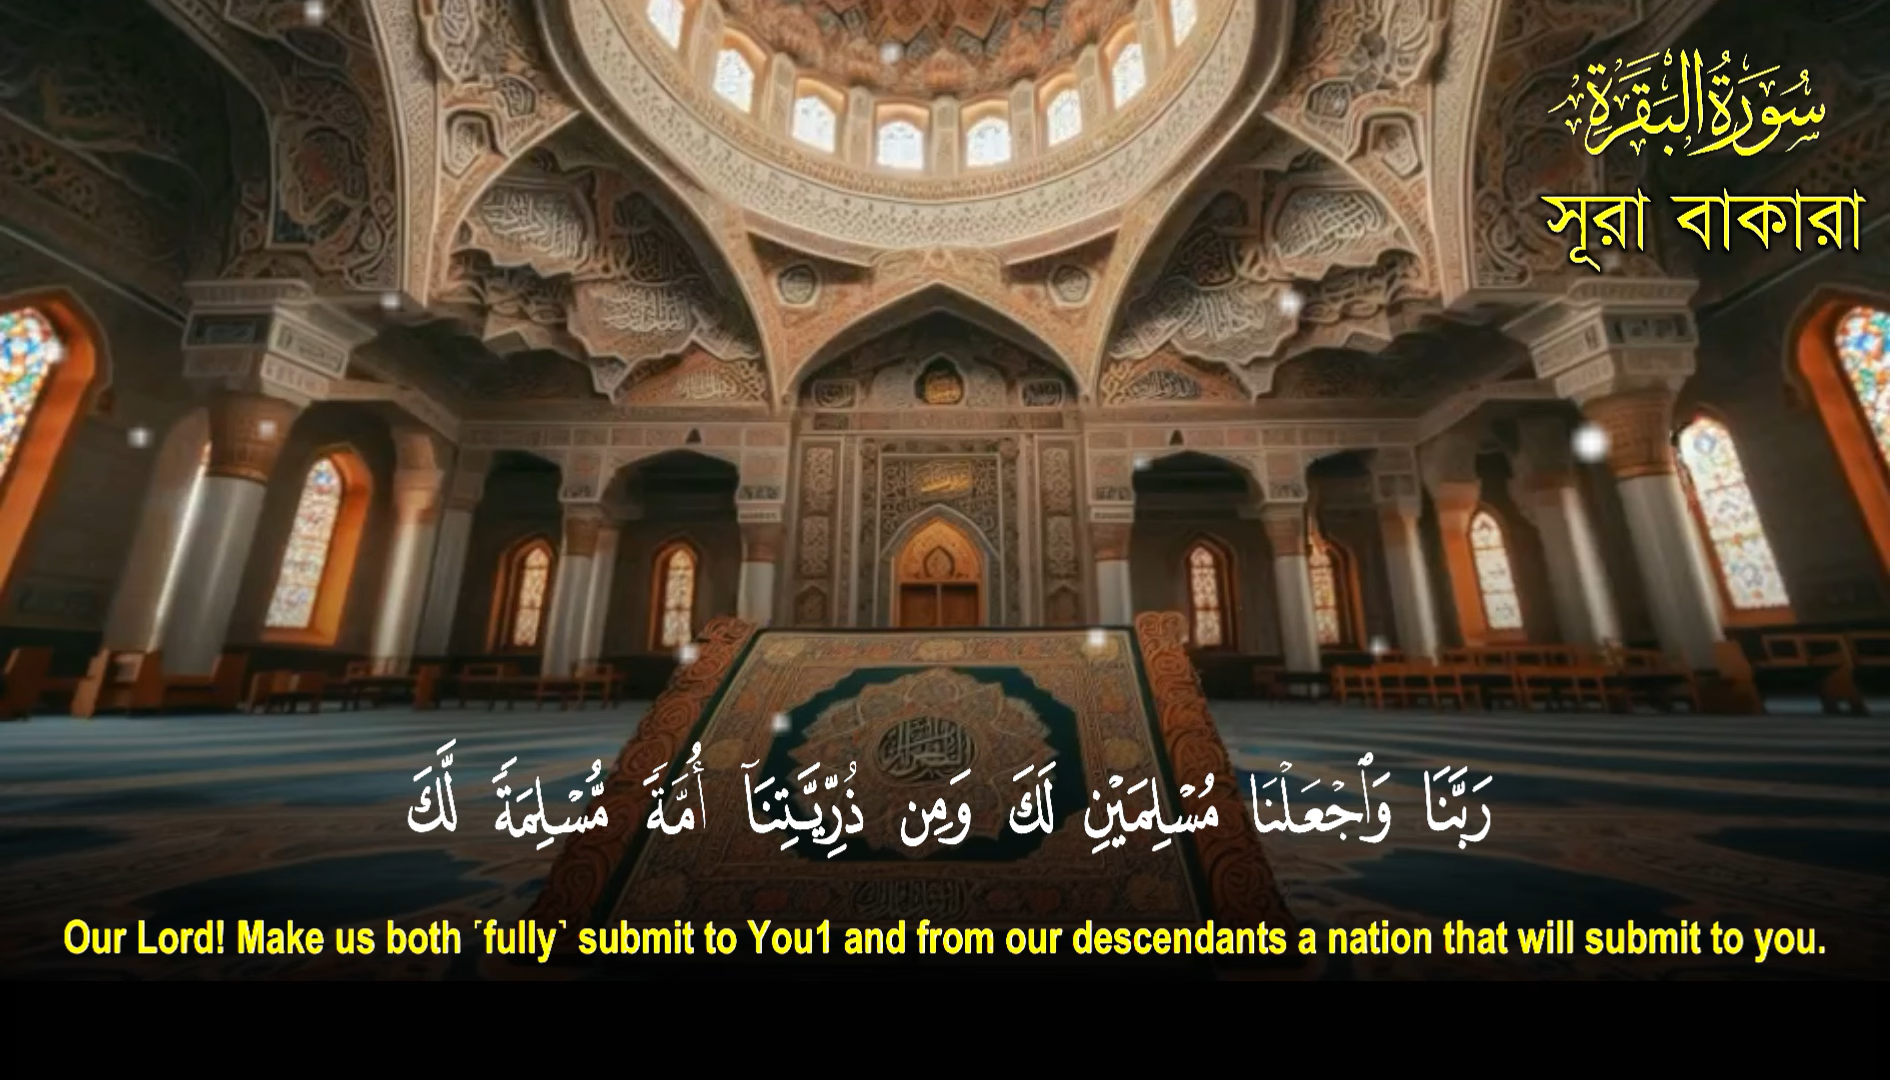 سُورَةُ البَقَرَةِ
সূরা বাকারা
رَبَّنَا وَٱجۡعَلۡنَا مُسۡلِمَيۡنِ لَكَ وَمِن ذُرِّيَّتِنَآ أُمَّةٗ مُّسۡلِمَةٗ لَّكَ
Our Lord! Make us both ˹fully˺ submit to You1 and from our descendants a nation that will submit to you.